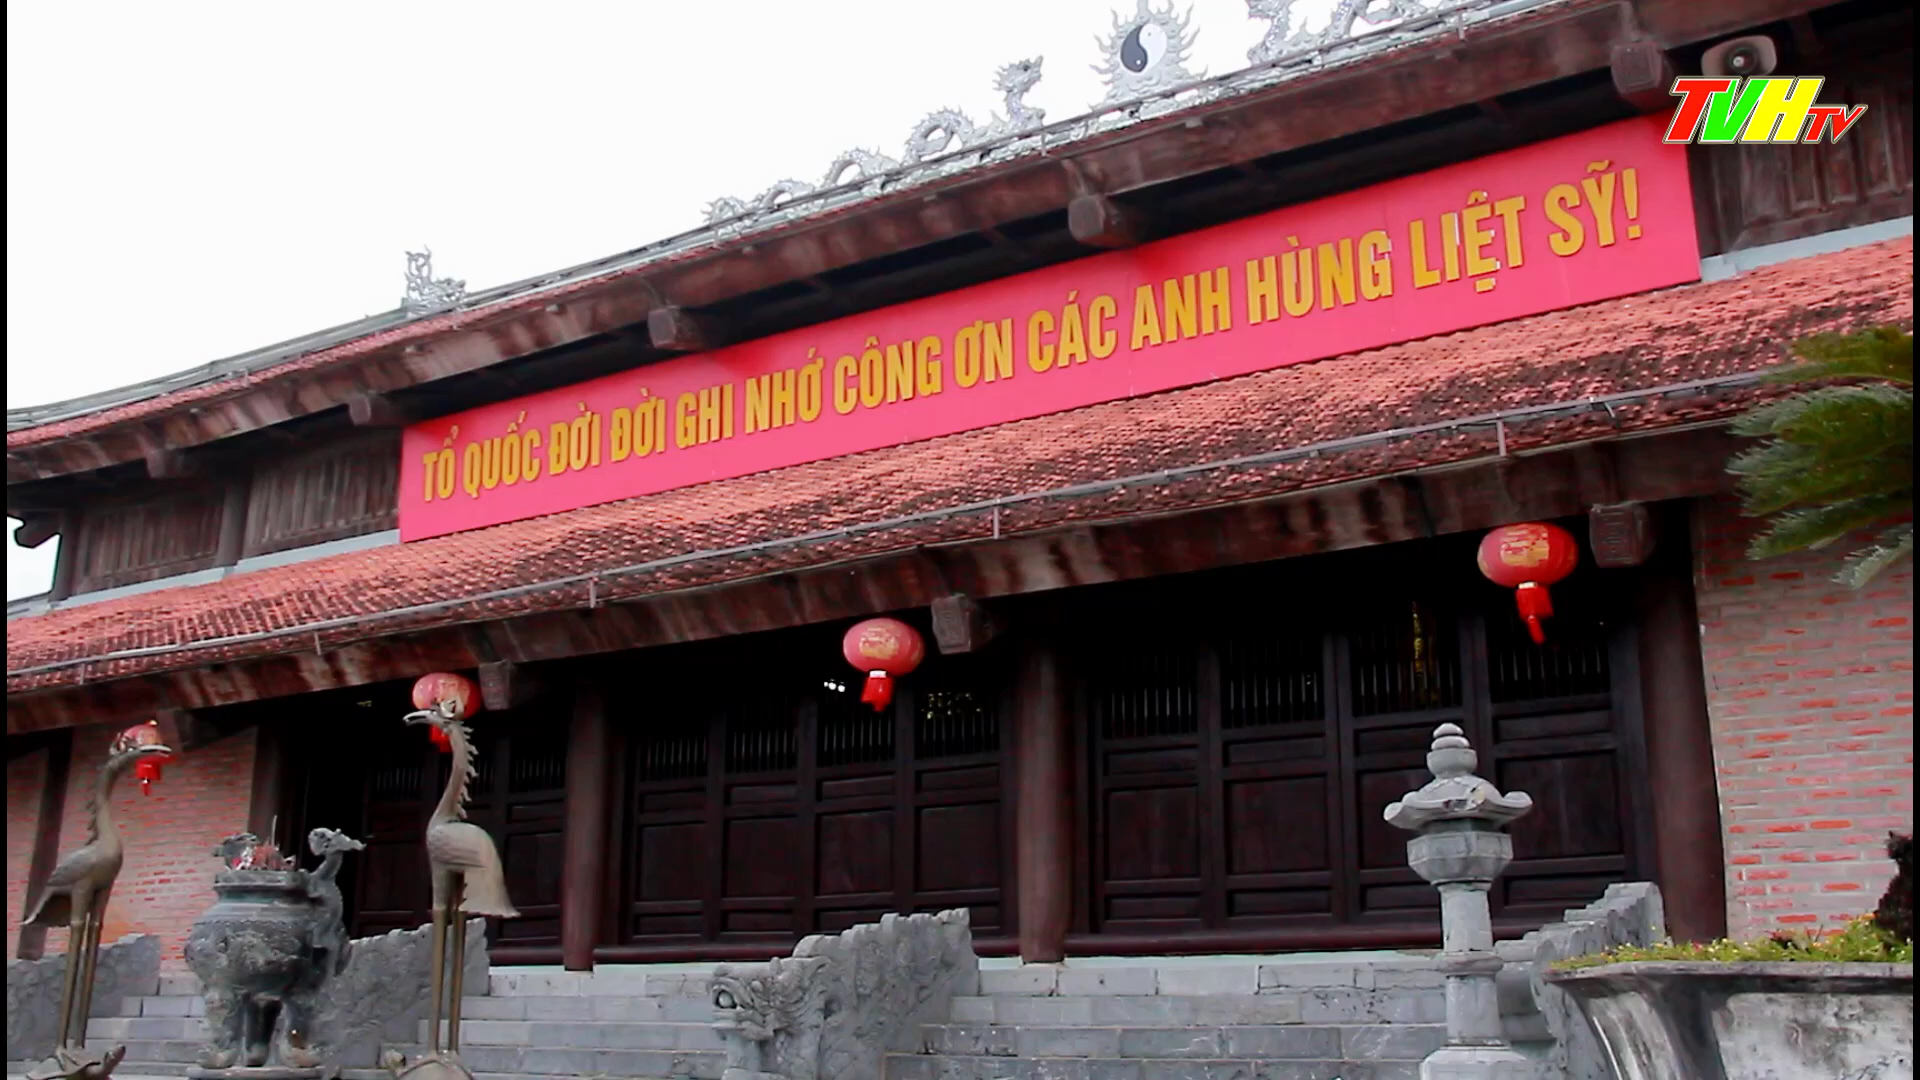 TVHTV
TỔ QUỐC ĐỜI ĐỜI GHI NHỚ CÔNG ƠN CÁC ANH HÙNG LIỆT SỸ!